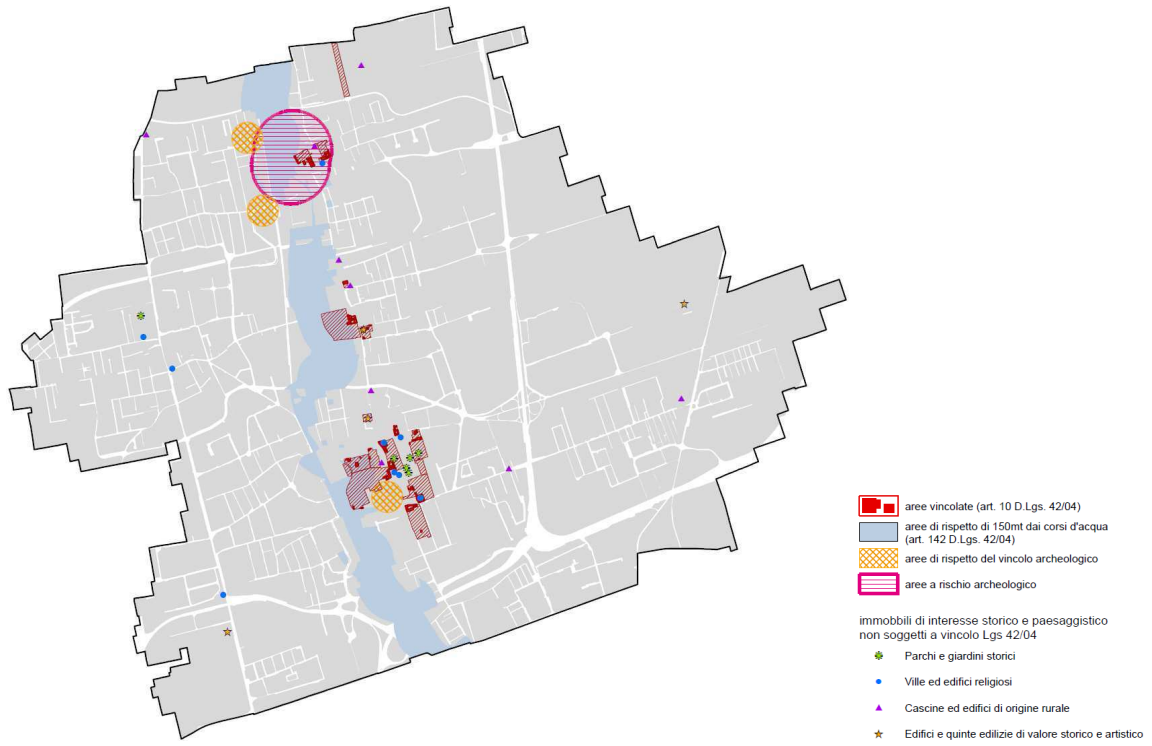 aree vincolate (art. 10 D.Lgs. 42/04)
aree di rispetto di 150mt dai corsi d'acqua
(art. 142 D.Lgs. 42/04)
aree di rispetto del vincolo archeologico
aree a rischio archeologico
immobbili di interesse storico e paesaggistico
non soggetti a vincolo Lgs 42/04
Parchi e giardini storici
Ville ed edifici religiosi
Cascine ed edifici di origine rurale
Edifici e quinte edilizie di valore storico e artistico